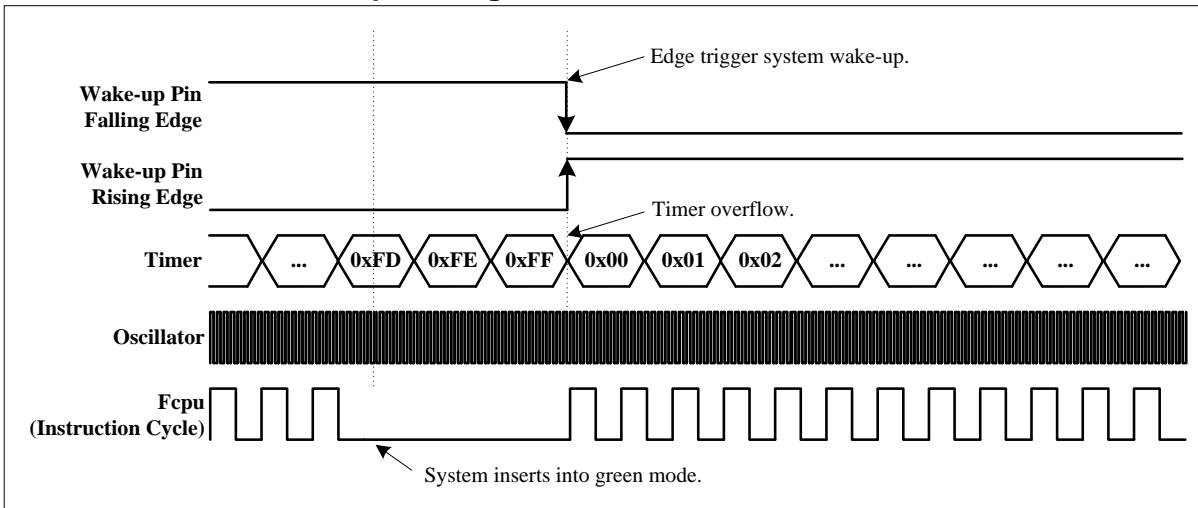 Edge trigger system wake-up.
Wake-up Pin
Falling Edge
Wake-up Pin
Rising Edge
Timer overflow.
Timer ... 0xFD 0xFE 0xFF 0x00 0x01 0x02 ... ... ... ... ...
Oscillator
Fcpu
(Instruction Cycle)
System inserts into green mode.